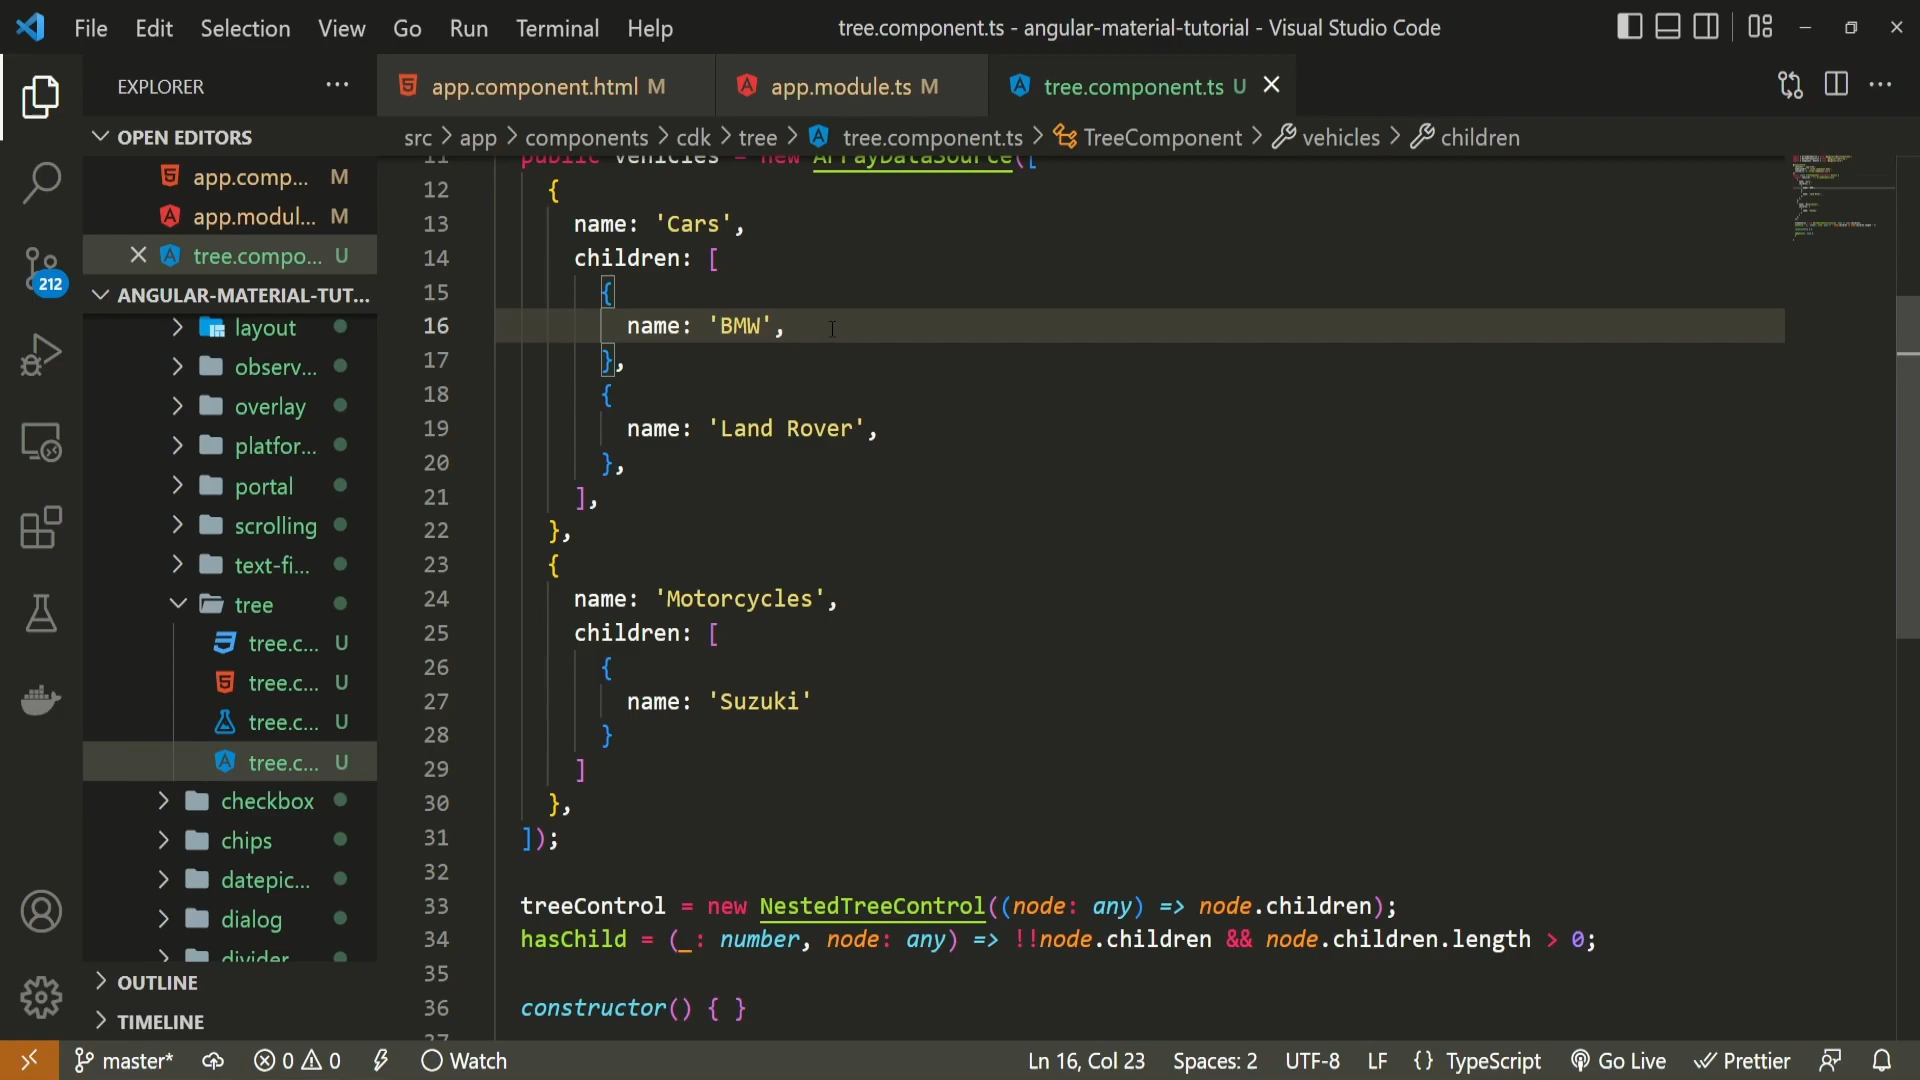 File Edit Selection View Go Run Terminal Help
tree.component.ts - angular-material-tutorial - Visual Studio Code
EXPLORER
app.component.html M
app.module.ts M
tree.component.ts U
OPEN EDITORS
app.comp... M
app.modul... M
tree.compo... U
212
ANGULAR-MATERIAL-TUT...
layout
observ...
overlay
platfor...
portal
scrolling
text-fi...
tree
tree.c... U
tree.c... U
tree.c... U
tree.c... U
checkbox
chips
datepic...
dialog
divider
OUTLINE
TIMELINE
src > app > components > cdk > tree > tree.component.ts > TreeComponent > vehicles > children
11 public vehicles = new ArrayDataSource([
12 {
13 name: 'Cars',
14 children: [
15 {
16 name: 'BMW',
17 },
18 {
19 name: 'Land Rover',
20 },
21 ],
22 },
23 {
24 name: 'Motorcycles',
25 children: [
26 {
27 name: 'Suzuki'
28 }
29 ]
30 },
31 ]);
32
33 treeControl = new NestedTreeControl((node: any) => node.children);
34 hasChild = (_: number, node: any) => !!node.children && node.children.length > 0;
35
36 constructor() { }
37
master* 0 0 Watch
Ln 16, Col 23 Spaces: 2 UTF-8 LF {} TypeScript Go Live Prettier